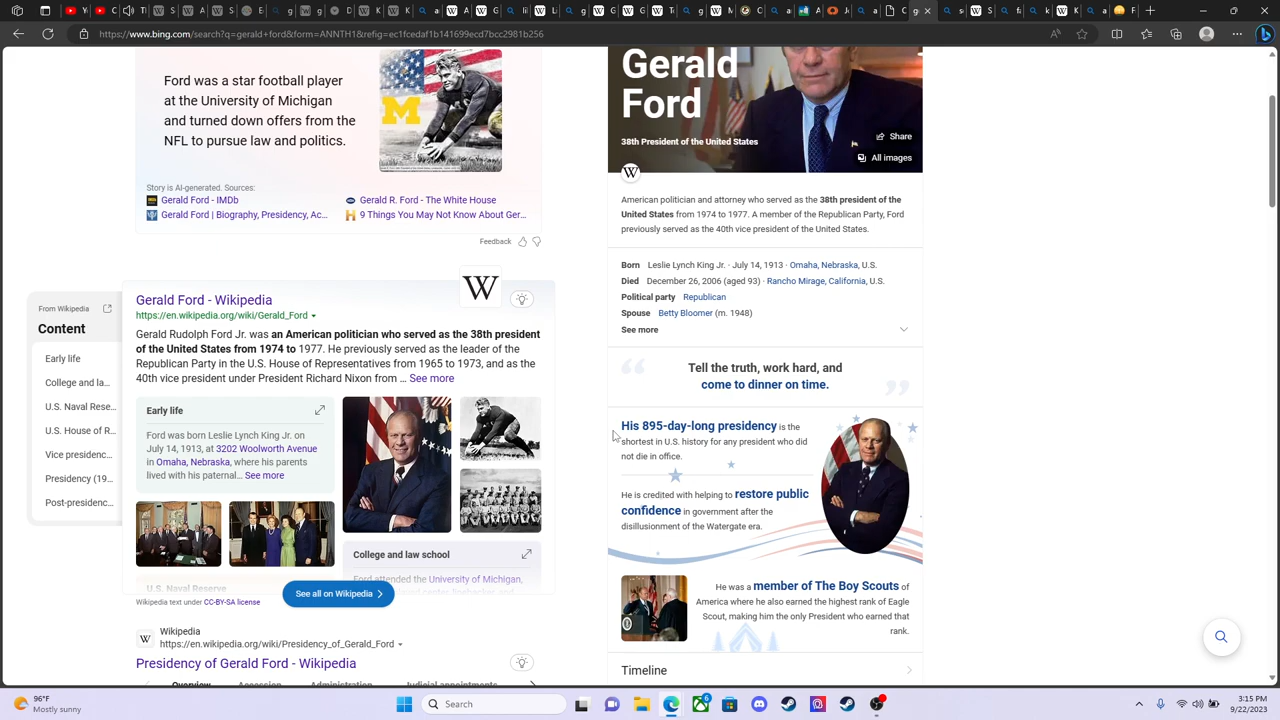 https://www.bing.com/search?q=gerald+ford&form=ANNTH1&refig=ec1fcedaf1b141699ecd7bcc2981b256
Ford was a star football player
at the University of Michigan
and turned down offers from the
NFL to pursue law and politics.
Story is AI-generated. Sources:
Gerald Ford - IMDb
Gerald R. Ford - The White House
Gerald Ford | Biography, Presidency, Ac...
9 Things You May Not Know About Ger...
Feedback
From Wikipedia
Content
Early life
College and la...
U.S. Naval Rese...
U.S. House of R...
Vice presidenc...
Presidency (19...
Post-presidenc...
W
Gerald Ford - Wikipedia
https://en.wikipedia.org/wiki/Gerald_Ford
Gerald Rudolph Ford Jr. was an American politician who served as the 38th president
of the United States from 1974 to 1977. He previously served as the leader of the
Republican Party in the U.S. House of Representatives from 1965 to 1973, and as the
40th vice president under President Richard Nixon from ... See more
Early life
Ford was born Leslie Lynch King Jr. on
July 14, 1913, at 3202 Woolworth Avenue
in Omaha, Nebraska, where his parents
lived with his paternal... See more
College and law school
Ford attended the University of Michigan,
U.S. Naval Reserve
See all on Wikipedia
Wikipedia text under CC-BY-SA license
W
Wikipedia
https://en.wikipedia.org/wiki/Presidency_of_Gerald_Ford
Presidency of Gerald Ford - Wikipedia
Overview
Accession
Administration
Judicial appointments
Gerald
Ford
38th President of the United States
Share
All images
W
American politician and attorney who served as the 38th president of the
United States from 1974 to 1977. A member of the Republican Party, Ford
previously served as the 40th vice president of the United States.
Born Leslie Lynch King Jr. · July 14, 1913 · Omaha, Nebraska, U.S.
Died December 26, 2006 (aged 93) · Rancho Mirage, California, U.S.
Political party Republican
Spouse Betty Bloomer (m. 1948)
See more
Tell the truth, work hard, and
come to dinner on time.
His 895-day-long presidency is the
shortest in U.S. history for any president who did
not die in office.
He is credited with helping to restore public
confidence in government after the
disillusionment of the Watergate era.
He was a member of The Boy Scouts of
America where he also earned the highest rank of Eagle
Scout, making him the only President who earned that
rank.
Timeline
96°F
Mostly sunny
Search
6
3:15 PM
9/22/2023